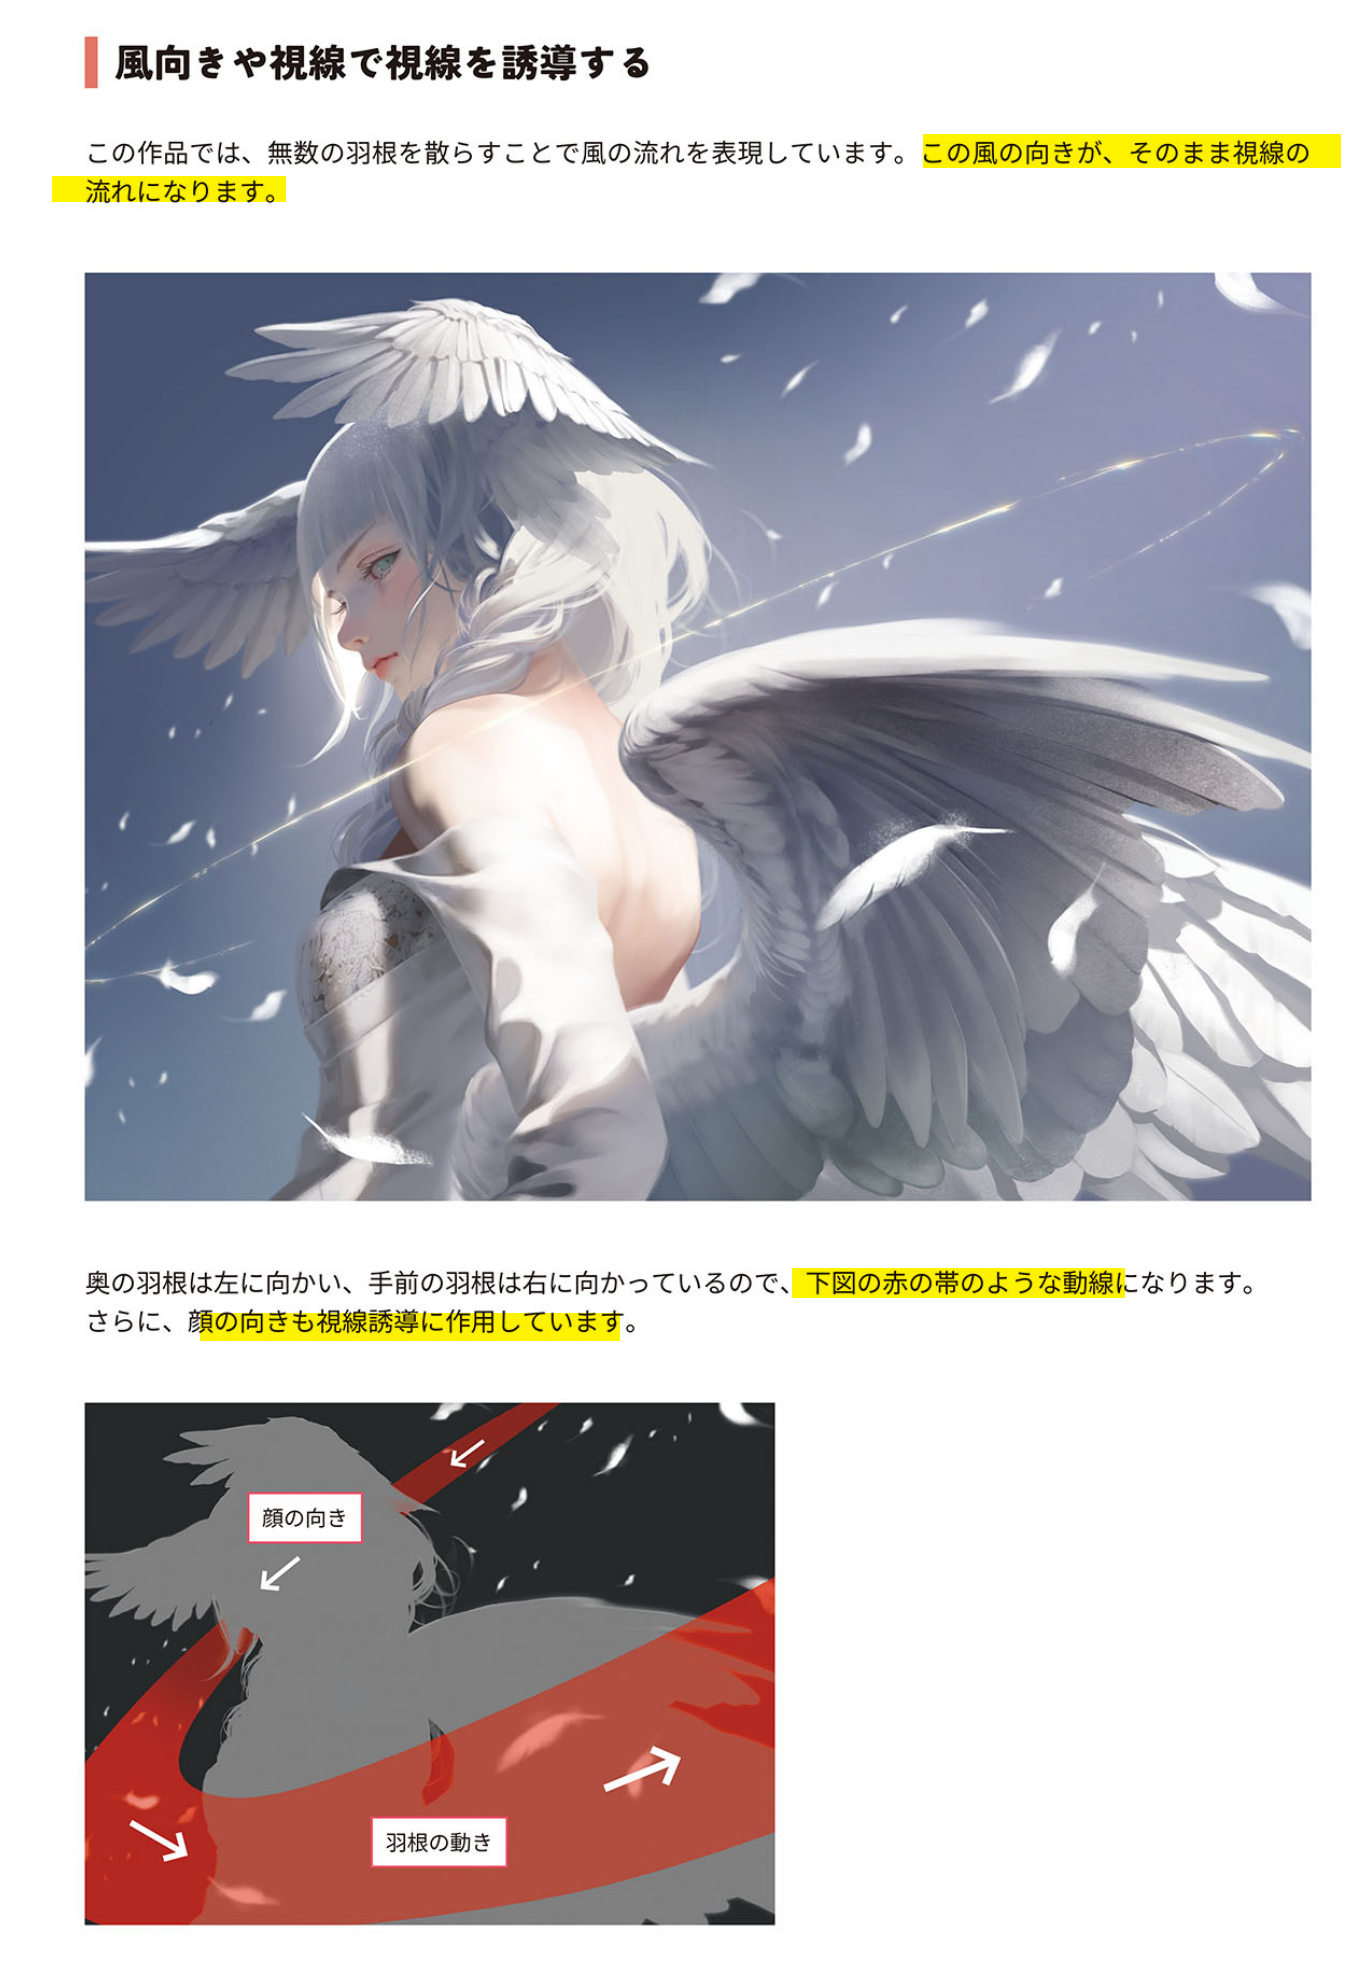 風向きや視線で視線を誘導する
この作品では、無数の羽根を散らすことで風の流れを表現しています。この風の向きが、そのまま視線の
流れになります。
奥の羽根は左に向かい、手前の羽根は右に向かっているので、下図の赤の帯のような動線になります。
さらに、顔の向きも視線誘導に作用しています。
顔の向き
羽根の動き